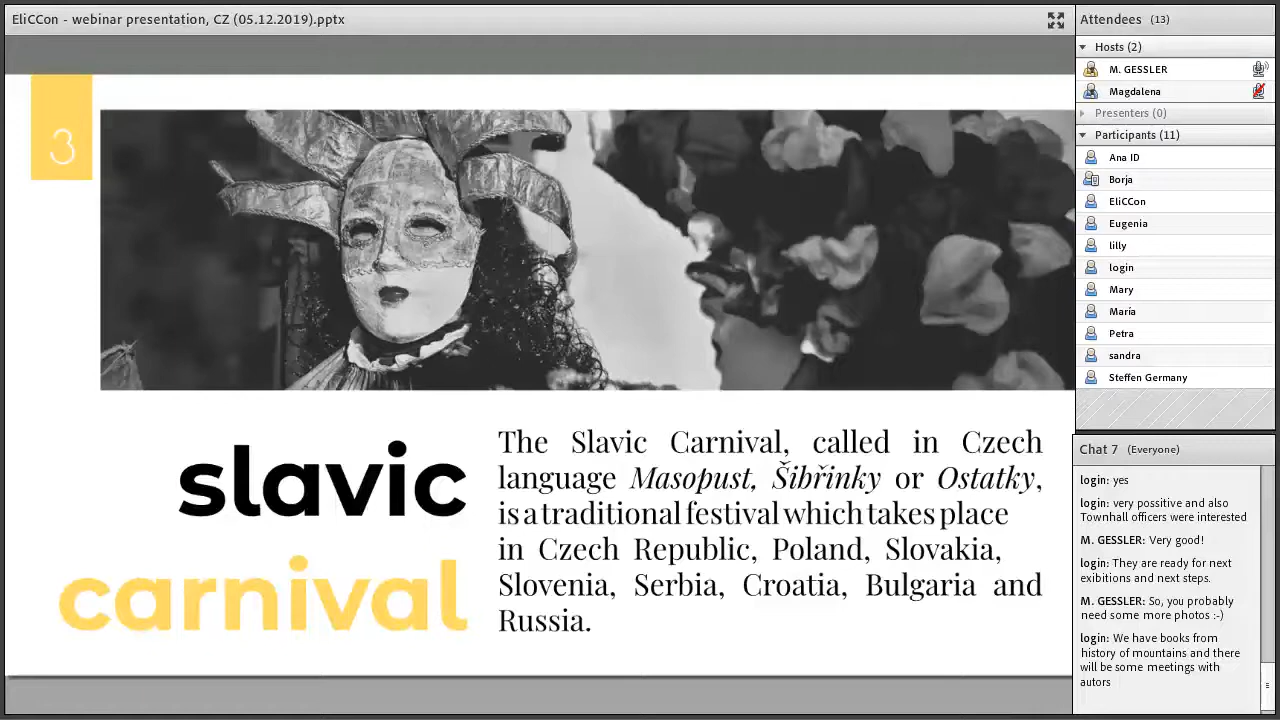 EliCCon - webinar presentation, CZ (05.12.2019).pptx
3
slavic
carnival
The Slavic Carnival, called in Czech
language Masopust, Šibřinky or Ostatky,
is a traditional festival which takes place
in Czech Republic, Poland, Slovakia,
Slovenia, Serbia, Croatia, Bulgaria and
Russia.
Attendees (13)
Hosts (2)
M. GESSLER
Magdalena
Presenters (0)
Participants (11)
Ana ID
Borja
EliCCon
Eugenia
lilly
login
Mary
María
Petra
sandra
Steffen Germany
Chat 7 (Everyone)
login: yes
login: very possitive and also
Townhall officers were interested
M. GESSLER: Very good!
login: They are ready for next
exibitions and next steps.
M. GESSLER: So, you probably
need some more photos :-)
login: We have books from
history of mountains and there
will be some meetings with
autors